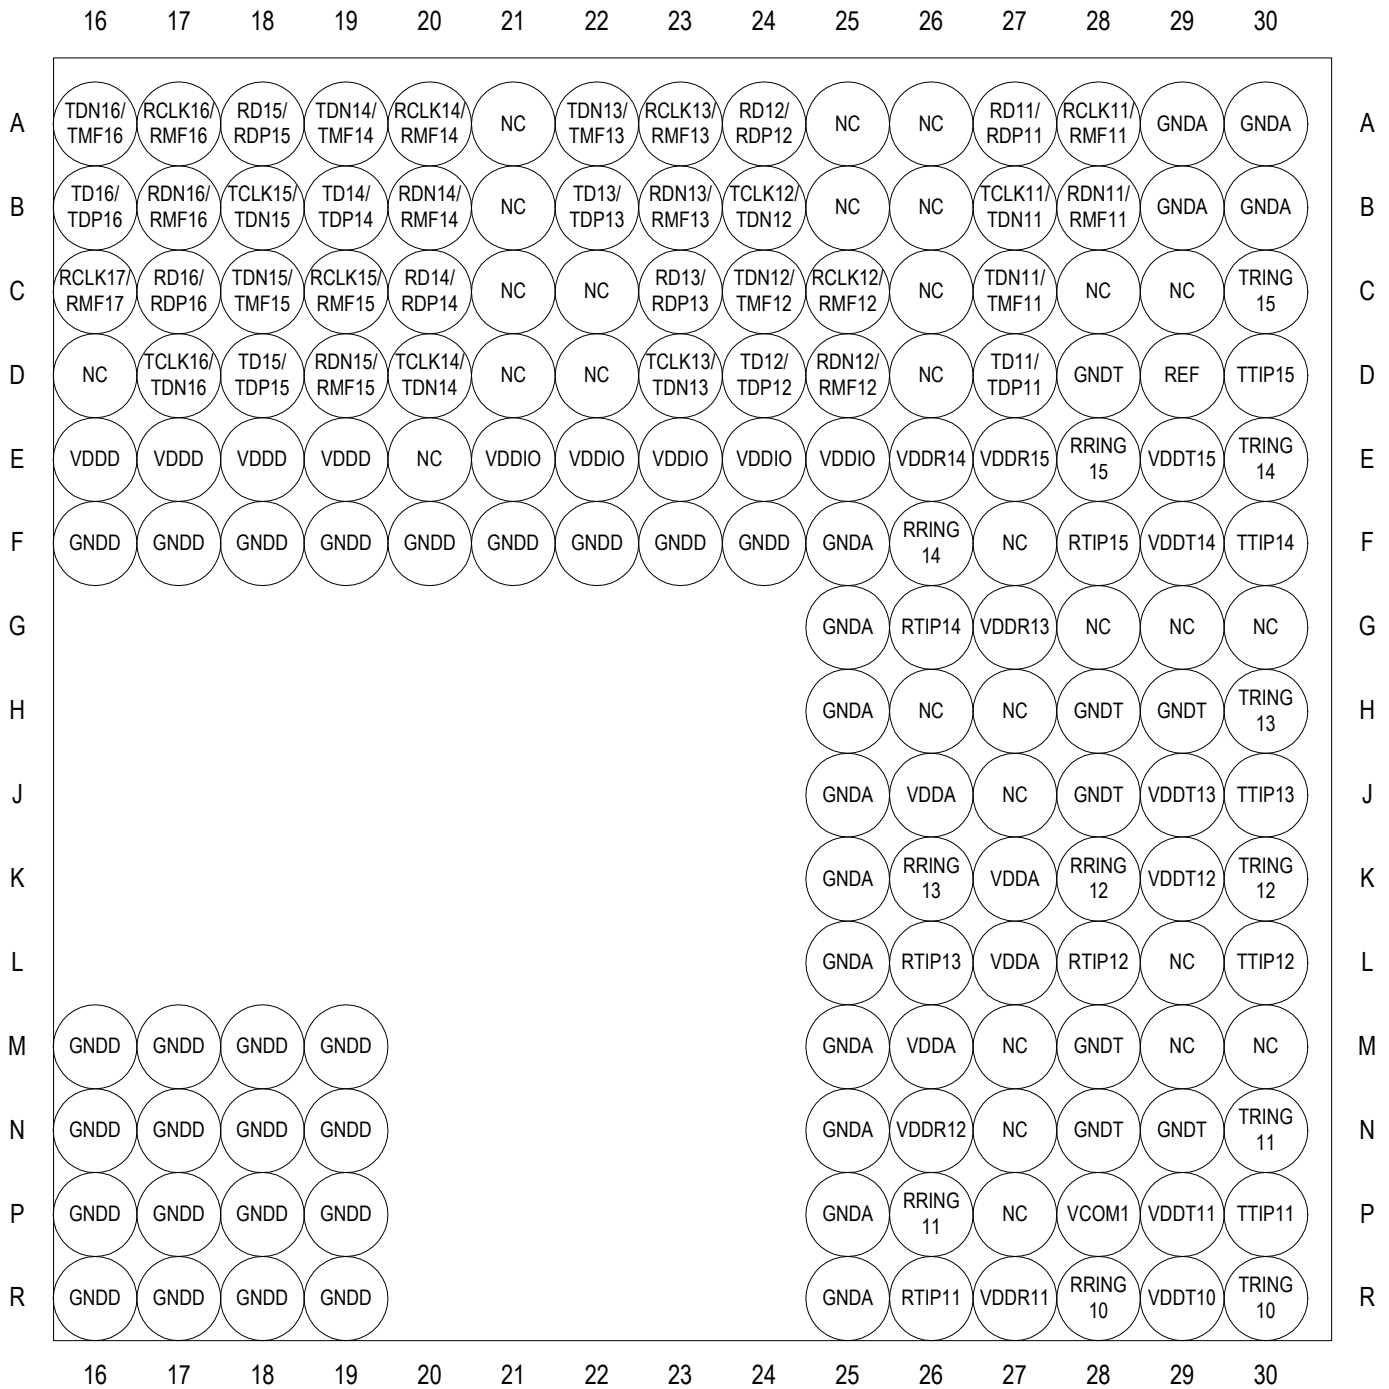 16 17 18 19 20 21 22 23 24 25 26 27 28 29 30
A TDN16/ TMF16 RCLK16/ RMF16 RD15/ RDP15 TDN14/ TMF14 RCLK14/ RMF14 NC TDN13/ TMF13 RCLK13/ RMF13 RD12/ RDP12 NC NC RD11/ RDP11 RCLK11/ RMF11 GNDA GNDA A
B TD16/ TDP16 RDN16/ RMF16 TCLK15/ TDN15 TD14/ TDP14 RDN14/ RMF14 NC TD13/ TDP13 RDN13/ RMF13 TCLK12/ TDN12 NC NC TCLK11/ TDN11 RDN11/ RMF11 GNDA GNDA B
C RCLK17/ RMF17 RD16/ RDP16 TDN15/ TMF15 RCLK15/ RMF15 RD14/ RDP14 NC NC RD13/ RDP13 TDN12/ TMF12 RCLK12/ RMF12 NC TDN11/ TMF11 NC NC TRING 15 C
D NC TCLK16/ TDN16 TD15/ TDP15 RDN15/ RMF15 TCLK14/ TDN14 NC NC TCLK13/ TDN13 TD12/ TDP12 RDN12/ RMF12 NC TD11/ TDP11 GNDT REF TTIP15 D
E VDDD VDDD VDDD VDDD NC VDDIO VDDIO VDDIO VDDIO VDDIO VDDR14 VDDR15 RRING 15 VDDT15 TRING 14 E
F GNDD GNDD GNDD GNDD GNDD GNDD GNDD GNDD GNDD GNDA RRING 14 NC RTIP15 VDDT14 TTIP14 F
G GNDA RTIP14 VDDR13 NC NC NC G
H GNDA NC NC GNDT GNDT TRING 13 H
J GNDA VDDA NC GNDT VDDT13 TTIP13 J
K GNDA RRING 13 VDDA RRING 12 VDDT12 TRING 12 K
L GNDA RTIP13 VDDA RTIP12 NC TTIP12 L
M GNDD GNDD GNDD GNDD GNDA VDDA NC GNDT NC NC M
N GNDD GNDD GNDD GNDD GNDA VDDR12 NC GNDT GNDT TRING 11 N
P GNDD GNDD GNDD GNDD GNDA RRING 11 NC VCOM1 VDDT11 TTIP11 P
R GNDD GNDD GNDD GNDD GNDA RTIP11 VDDR11 RRING 10 VDDT10 TRING 10 R
16 17 18 19 20 21 22 23 24 25 26 27 28 29 30